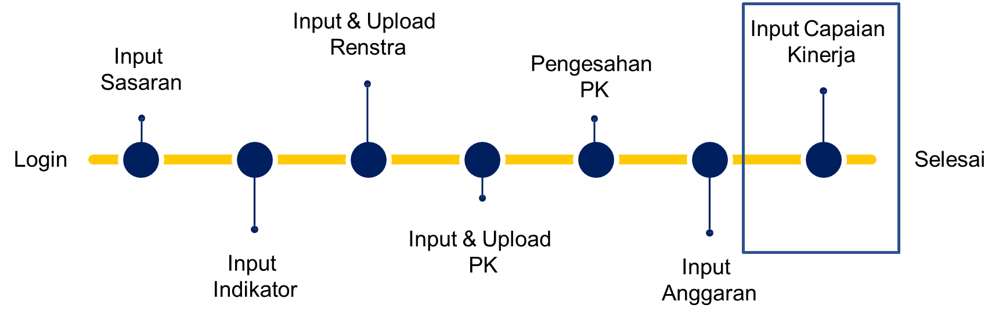 Login
Input
Sasaran
Input
Indikator
Input & Upload
Renstra
Input & Upload
PK
Pengesahan
PK
Input
Anggaran
Input Capaian
Kinerja
Selesai